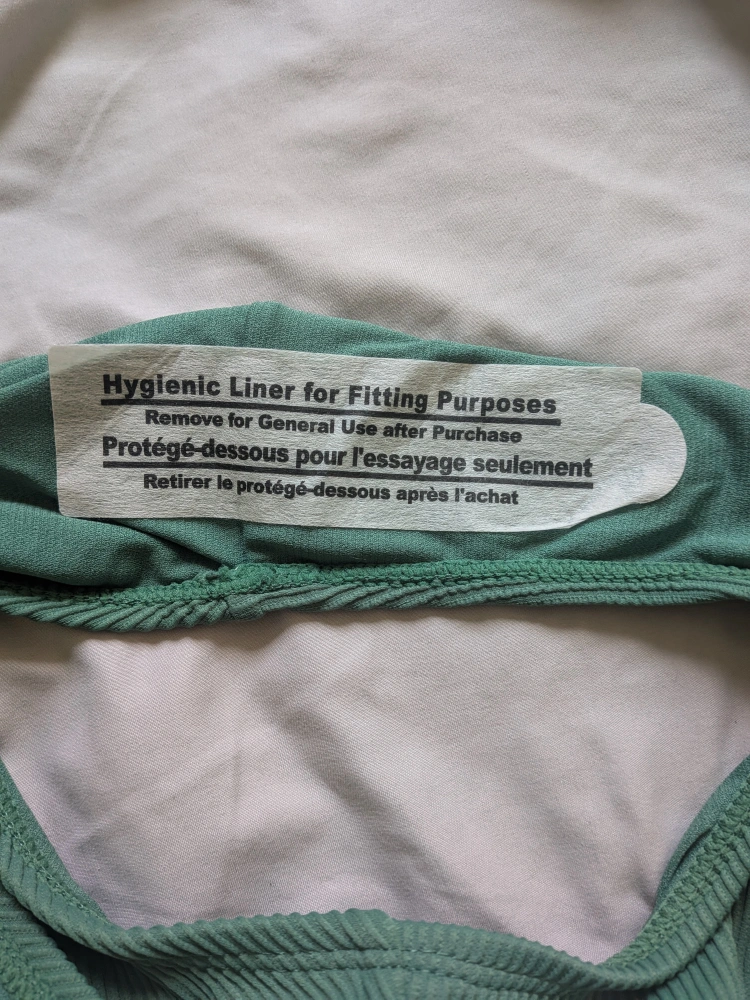 Hygienic Liner for Fitting Purposes
Remove for General Use after Purchase
Protégé-dessous pour l'essayage seulement
Retirer le protégé-dessous après l'achat